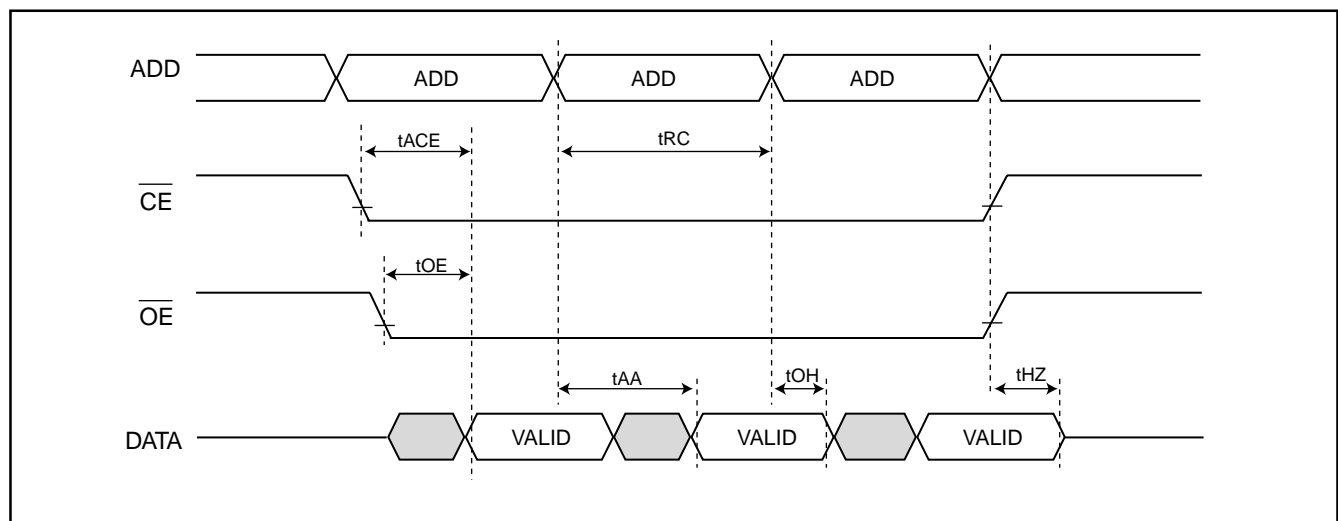 ADD
ADD
ADD
ADD
tACE
tRC
CE
tOE
OE
tAA
tOH
tHZ
DATA
VALID
VALID
VALID